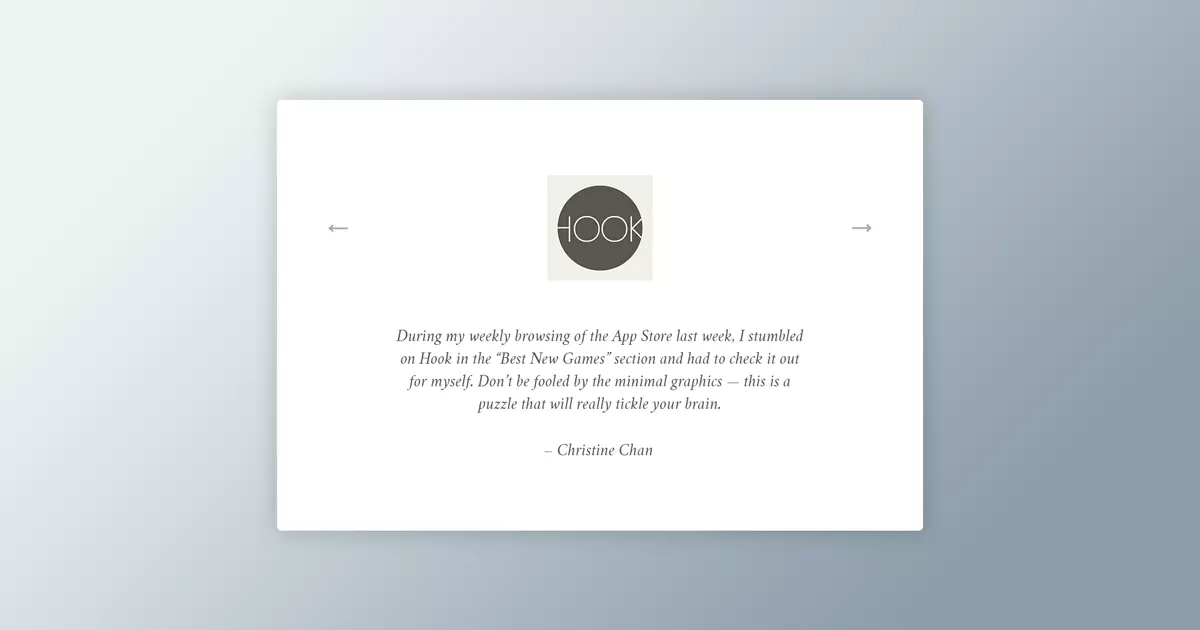 HOOK
During my weekly browsing of the App Store last week, I stumbled
on Hook in the “Best New Games” section and had to check it out
for myself. Don’t be fooled by the minimal graphics — this is a
puzzle that will really tickle your brain.
– Christine Chan